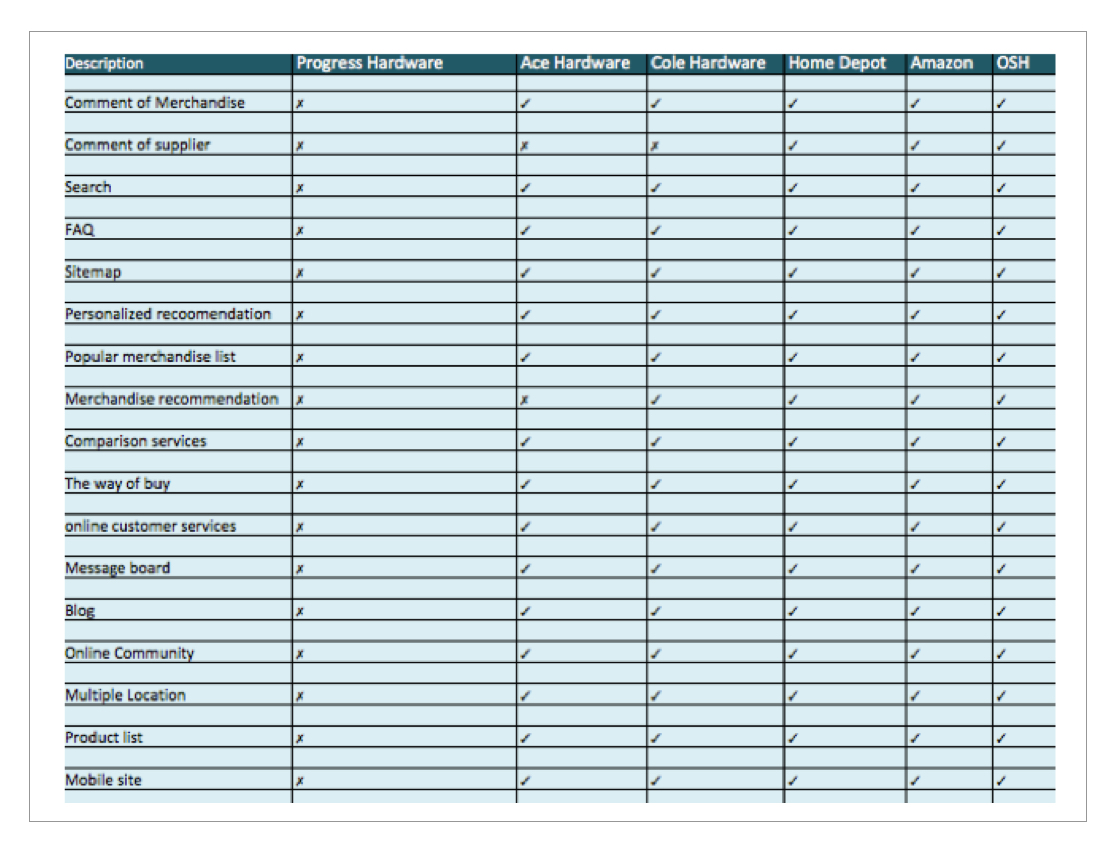 Description Progress Hardware Ace Hardware Cole Hardware Home Depot Amazon OSH
Comment of Merchandise ✗ ✓ ✓ ✓ ✓ ✓
Comment of supplier ✗ ✗ ✗ ✓ ✓ ✓
Search ✗ ✓ ✓ ✓ ✓ ✓
FAQ ✗ ✓ ✓ ✓ ✓ ✓
Sitemap ✗ ✓ ✓ ✓ ✓ ✓
Personalized recoomendation ✗ ✓ ✓ ✓ ✓ ✓
Popular merchandise list ✗ ✓ ✓ ✓ ✓ ✓
Merchandise recommendation ✗ ✗ ✓ ✓ ✓ ✓
Comparison services ✗ ✓ ✓ ✓ ✓ ✓
The way of buy ✗ ✓ ✓ ✓ ✓ ✓
online customer services ✗ ✓ ✓ ✓ ✓ ✓
Message board ✗ ✓ ✓ ✓ ✓ ✓
Blog ✗ ✓ ✓ ✓ ✓ ✓
Online Community ✗ ✓ ✓ ✓ ✓ ✓
Multiple Location ✗ ✓ ✓ ✓ ✓ ✓
Product list ✗ ✓ ✓ ✓ ✓ ✓
Mobile site ✗ ✓ ✓ ✓ ✓ ✓